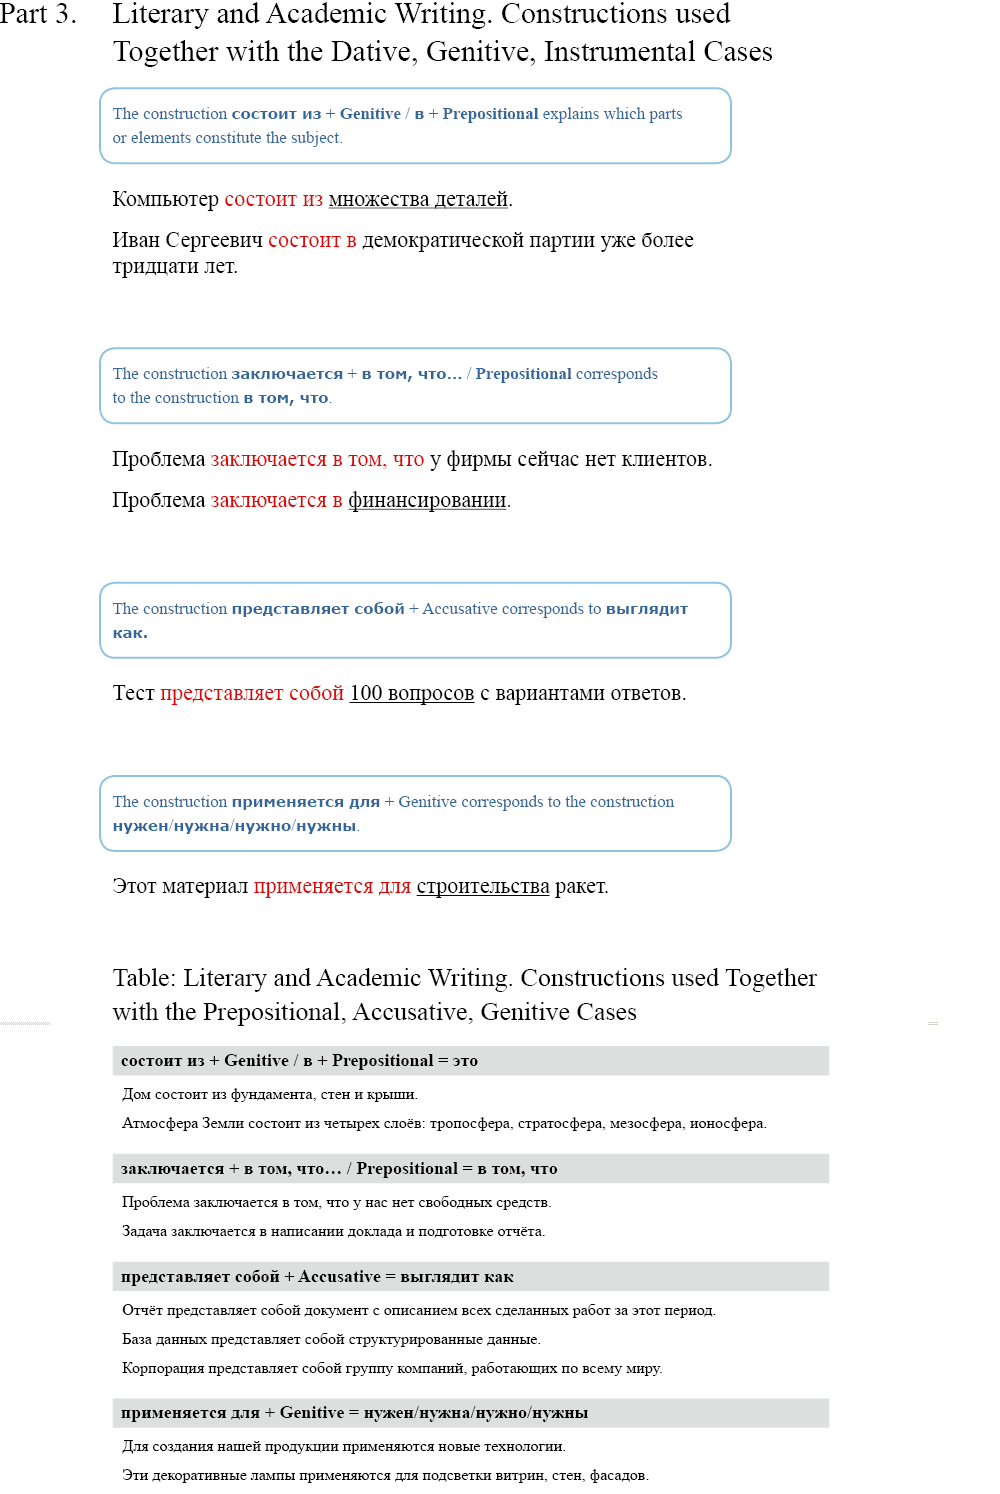 Part 3. Literary and Academic Writing. Constructions used
Together with the Dative, Genitive, Instrumental Cases
The construction состоит из + Genitive / в + Prepositional explains which parts
or elements constitute the subject.
Компьютер состоит из множества деталей.
Иван Сергеевич состоит в демократической партии уже более
тридцати лет.
The construction заключается + в том, что... / Prepositional corresponds
to the construction в том, что.
Проблема заключается в том, что у фирмы сейчас нет клиентов.
Проблема заключается в финансировании.
The construction представляет собой + Accusative corresponds to выглядит
как.
Тест представляет собой 100 вопросов с вариантами ответов.
The construction применяется для + Genitive corresponds to the construction
нужен/нужна/нужно/нужны.
Этот материал применяется для строительства ракет.
Table: Literary and Academic Writing. Constructions used Together
with the Prepositional, Accusative, Genitive Cases
состоит из + Genitive / в + Prepositional = это
Дом состоит из фундамента, стен и крыши.
Атмосфера Земли состоит из четырех слоёв: тропосфера, стратосфера, мезосфера, ионосфера.
заключается + в том, что… / Prepositional = в том, что
Проблема заключается в том, что у нас нет свободных средств.
Задача заключается в написании доклада и подготовке отчёта.
представляет собой + Accusative = выглядит как
Отчёт представляет собой документ с описанием всех сделанных работ за этот период.
База данных представляет собой структурированные данные.
Корпорация представляет собой группу компаний, работающих по всему миру.
применяется для + Genitive = нужен/нужна/нужно/нужны
Для создания нашей продукции применяются новые технологии.
Эти декоративные лампы применяются для подсветки витрин, стен, фасадов.